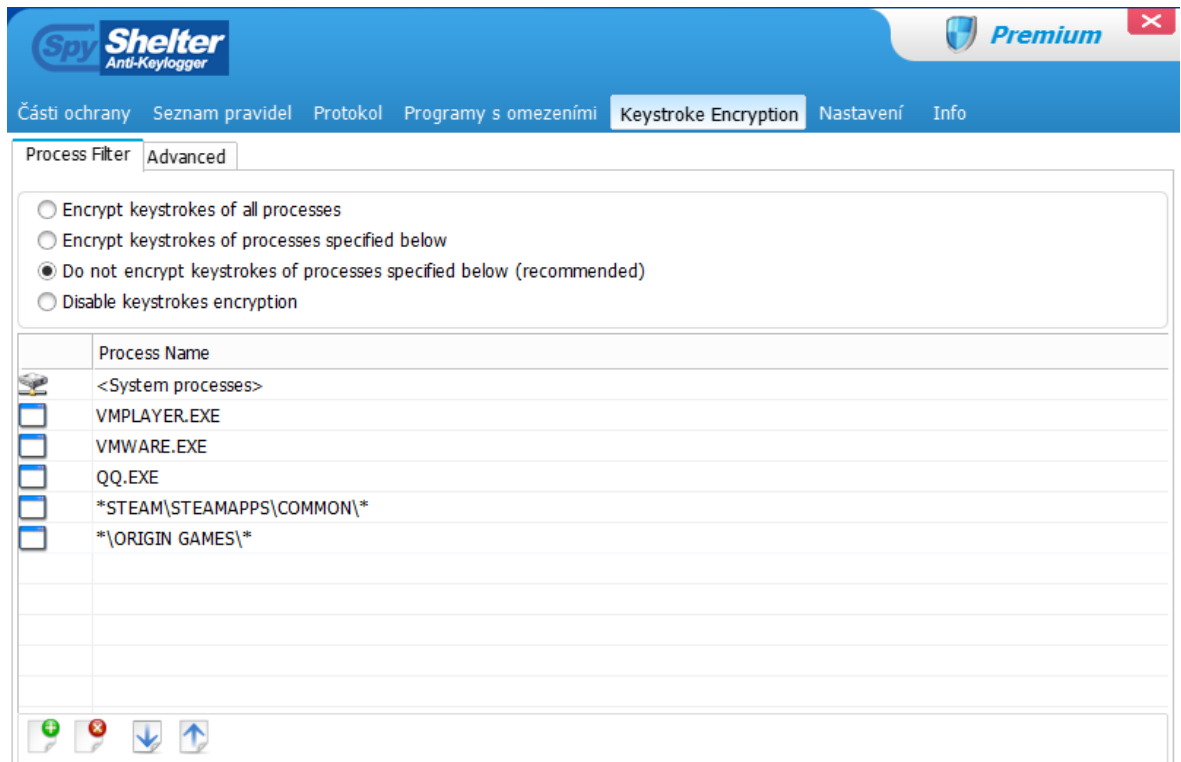 Spy Shelter
Anti-Keylogger
Premium
Části ochrany Seznam pravidel Protokol Programy s omezeními Keystroke Encryption Nastavení Info
Process Filter Advanced
Encrypt keystrokes of all processes
Encrypt keystrokes of processes specified below
Do not encrypt keystrokes of processes specified below (recommended)
Disable keystrokes encryption
Process Name
<System processes>
VMPLAYER.EXE
VMWARE.EXE
QQ.EXE
*STEAM\STEAMAPPS\COMMON\*
*\ORIGIN GAMES\*